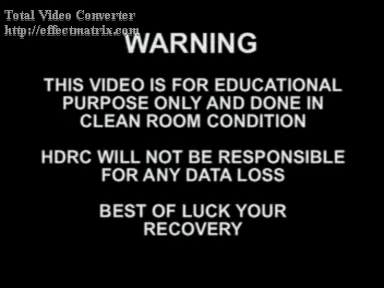 Total Video Converter
http://effectmatrix.com
WARNING
THIS VIDEO IS FOR EDUCATIONAL
PURPOSE ONLY AND DONE IN
CLEAN ROOM CONDITION
HDRC WILL NOT BE RESPONSIBLE
FOR ANY DATA LOSS
BEST OF LUCK YOUR
RECOVERY